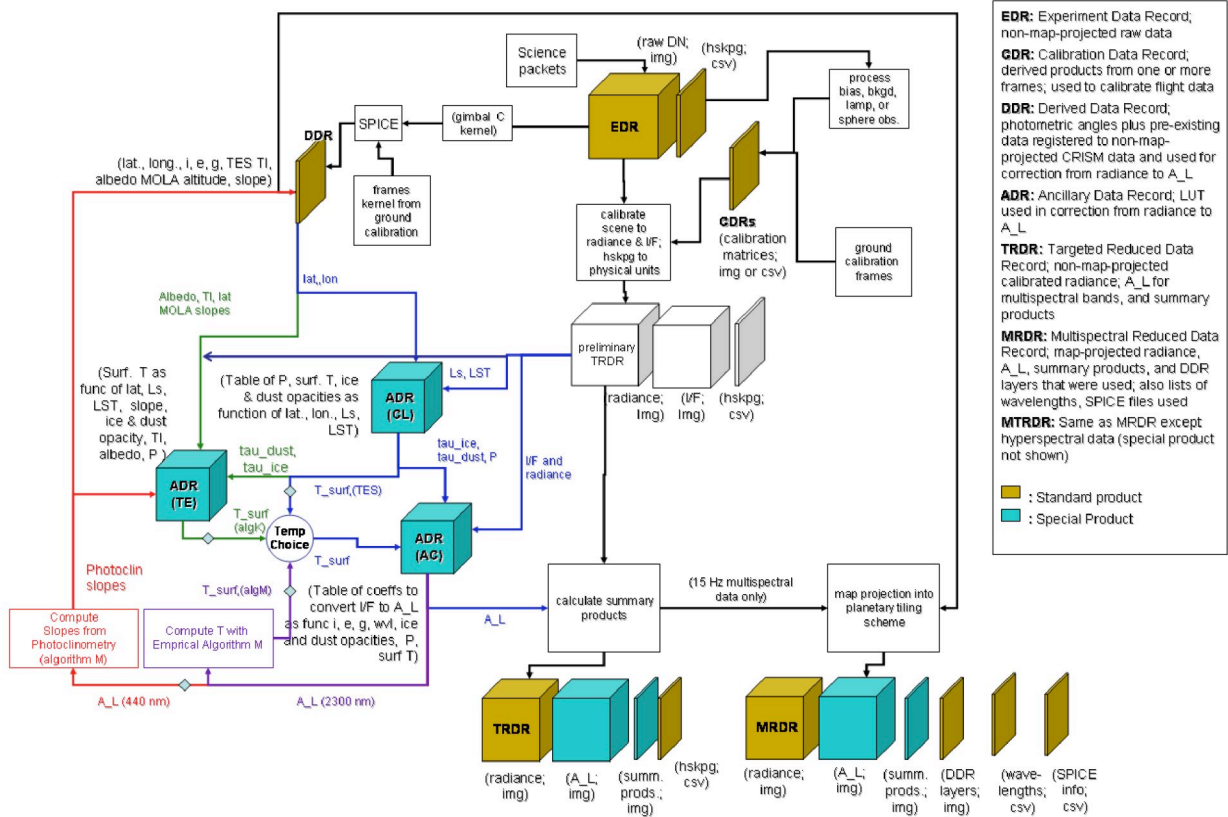 Science
packets
(raw DN;
img)
(hskpg;
csv)
EDR
process
bias, bkgd,
lamp, or
sphere obs.
(gimbal C
kernel)
SPICE
DDR
(lat., long., i, e, g, TES TI,
albedo MOLA altitude, slope)
frames
kernel from
ground
calibration
calibrate
scene to
radiance & I/F;
hskpg to
physical units
CDRs
(calibration
matrices;
img or csv)
ground
calibration
frames
lat,,lon
Albedo, TI, lat
MOLA slopes
preliminary
TRDR
radiance;
Img)
(I/F;
Img)
(hskpg;
csv)
Ls, LST
(Surf. T as
func of lat, Ls,
LST, slope,
ice & dust
opacity, TI,
albedo, P )
(Table of P, surf. T, ice
& dust opacities as
function of lat., lon., Ls,
LST)
ADR
(CL)
tau_ice,
tau_dust, P
I/F and
radiance
tau_dust,
tau_ice
ADR
(TE)
T_surf,(TES)
T_surf
(algK)
Temp
Choice
T_surf
ADR
(AC)
T_surf,(algM)
Photoclin
slopes
(Table of coeffs to
convert I/F to A_L
as func i, e, g, wvl, ice
and dust opacities, P,
surf T)
Compute
Slopes from
Photoclinometry
(algorithm M)
Compute T with
Emprical Algorithm M
A_L (440 nm)
A_L (2300 nm)
A_L
calculate summary
products
(15 Hz multispectral
data only)
map projection into
planetary tiling
scheme
TRDR
(radiance;
img)
(A_L;
img)
(summ.
prods.;
img)
(hskpg;
csv)
MRDR
(radiance;
img)
(A_L;
img)
(summ.
prods.;
img)
(DDR
layers;
img)
(wave-
lengths;
csv)
(SPICE
info;
csv)
EDR: Experiment Data Record;
non-map-projected raw
data
CDR: Calibration Data Record;
derived products from one or more
frames; used to calibrate flight data
DDR: Derived Data Record;
photometric angles plus pre-existing
data registered to non-map-
projected CRISM data and used for
correction from radiance to A_L
ADR: Ancillary Data Record; LUT
used in correction from radiance to
A_L
TRDR: Targeted Reduced Data
Record; non-map-projected
calibrated radiance; A_L for
multispectral bands, and summary
products
MRDR: Multispectral Reduced Data
Record; map-projected radiance,
A_L, summary products, and DDR
layers that were used; also lists of
wavelengths, SPICE files used
MTRDR: Same as MRDR except
hyperspectral data (special product
not shown)
: Standard product
: Special Product